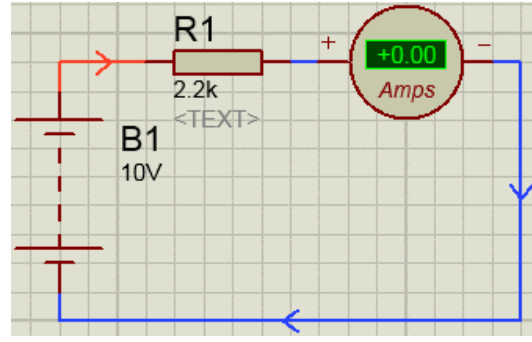 R1
+
+0.00
−
2.2k
Amps
<TEXT>
B1
10V